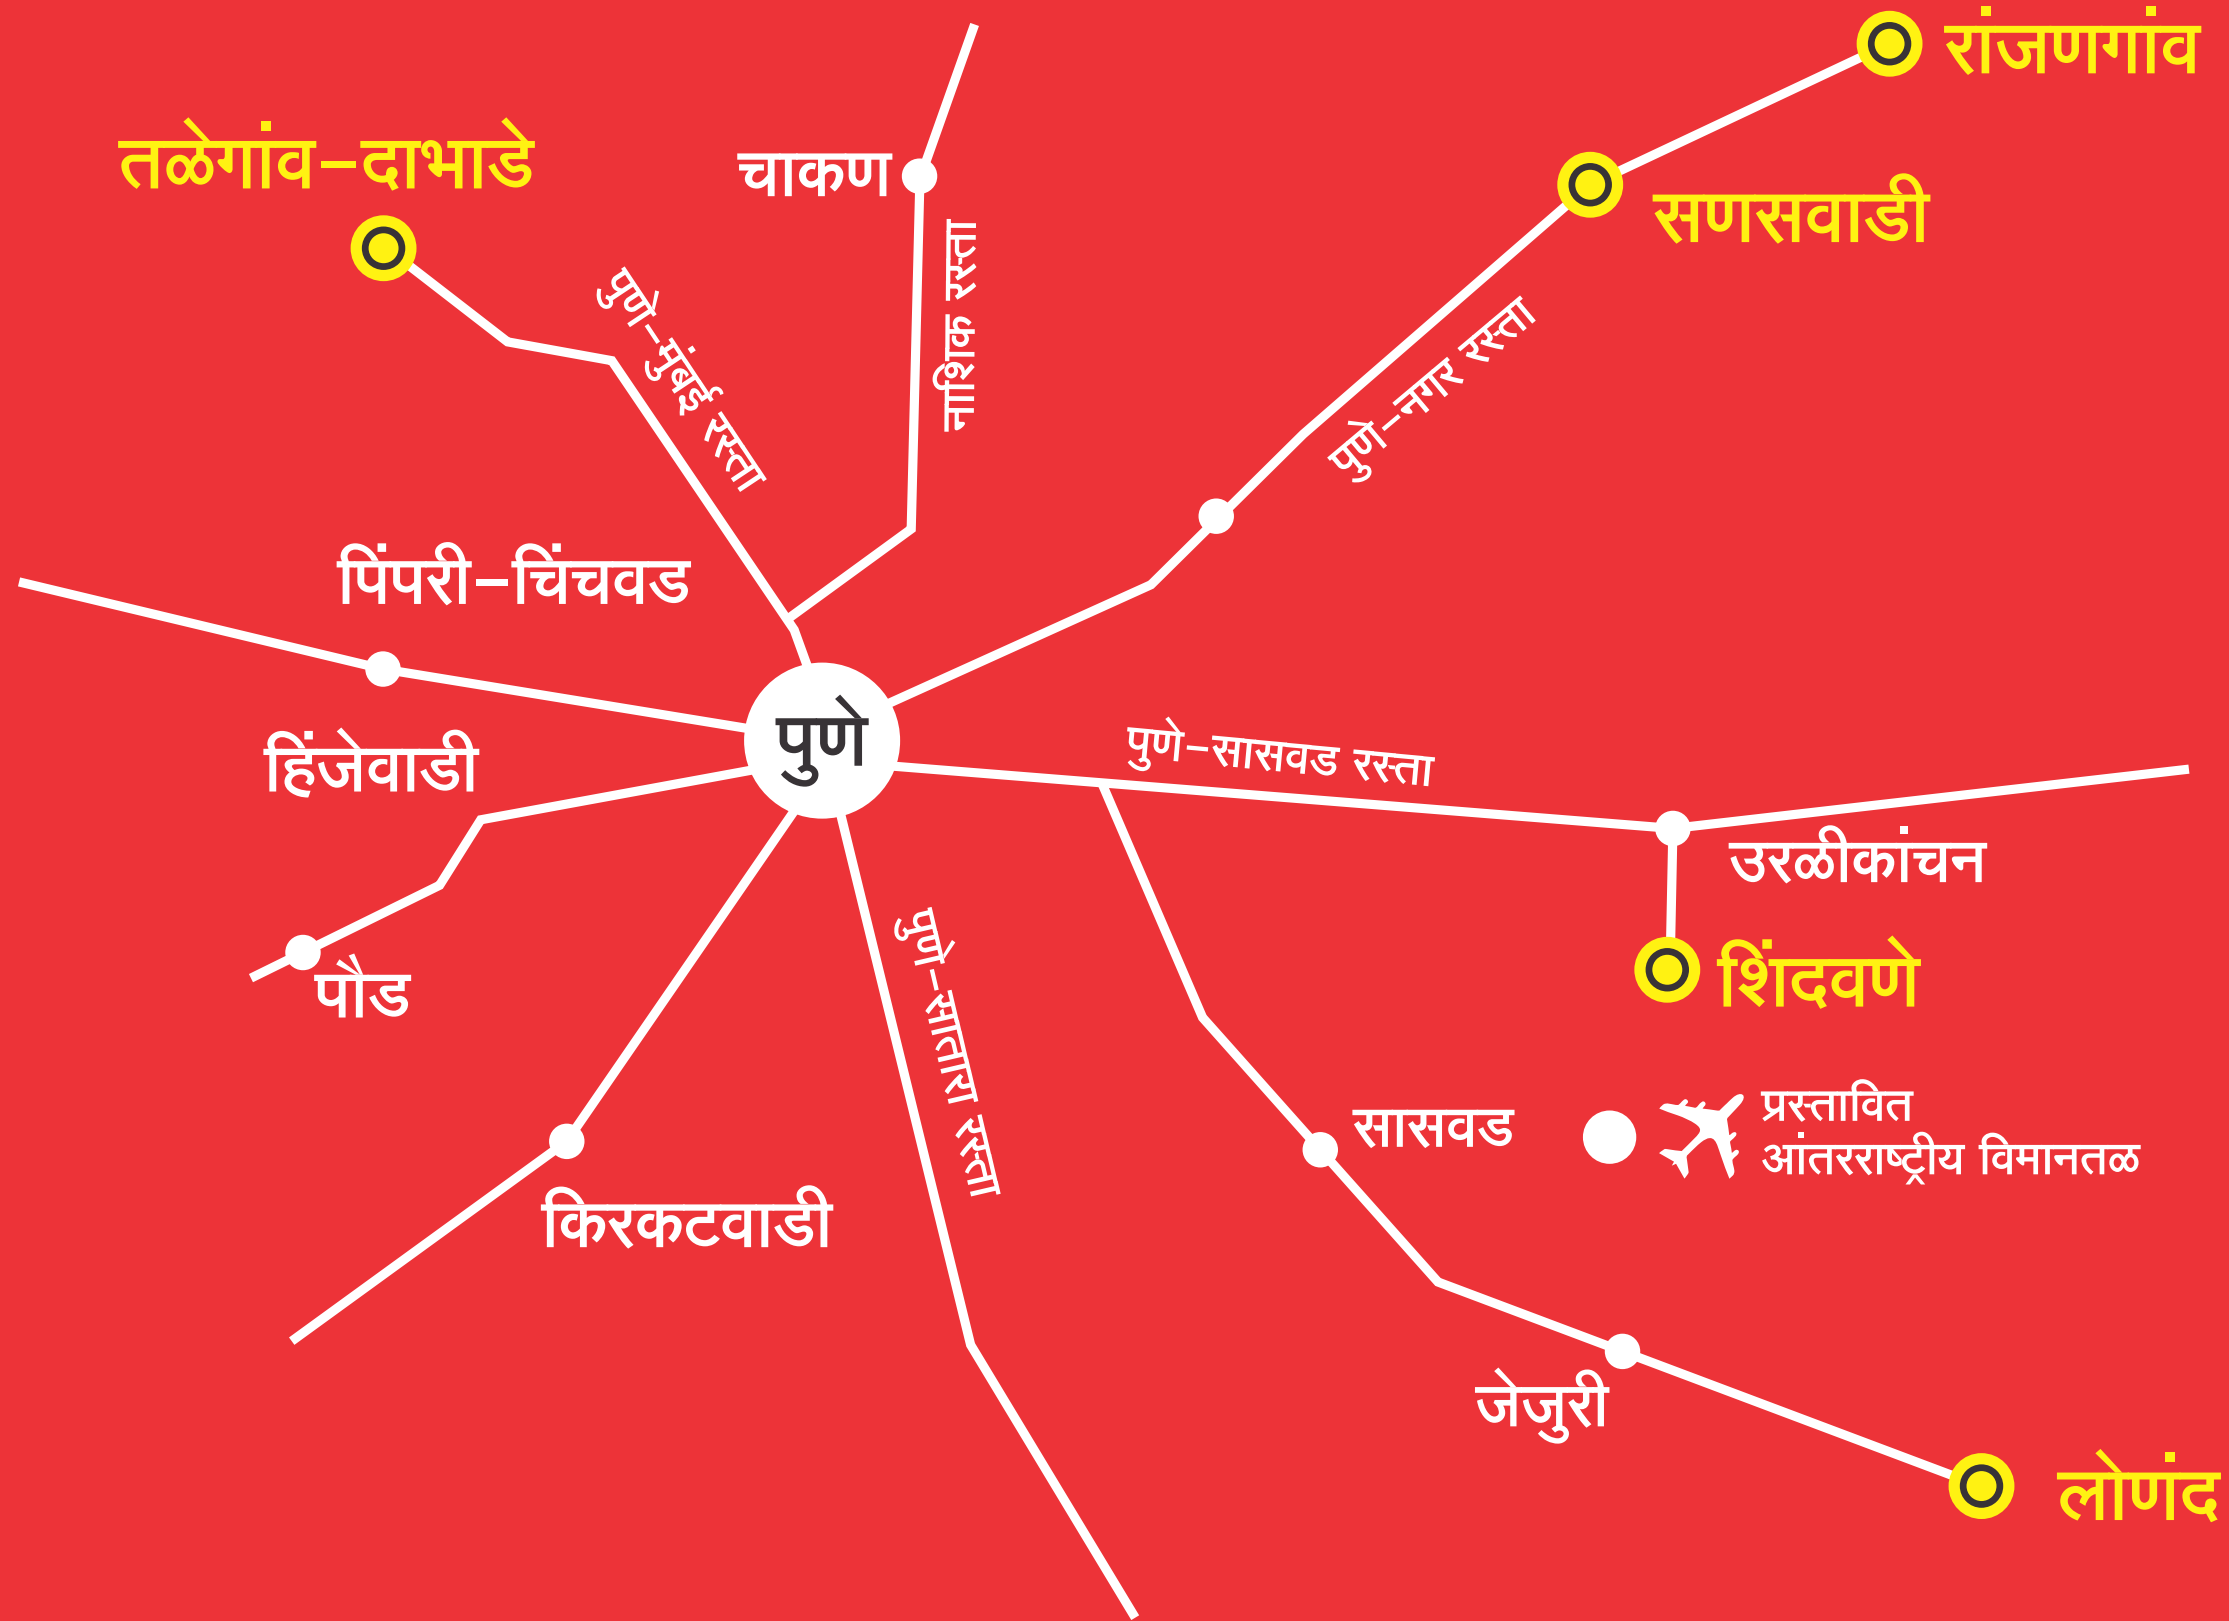 रांजणगांव
तळेगांव–दाभाडे
चाकण
सणसवाडी
नाशिक रस्ता
पुणे–मुंबई रस्ता
पुणे–नगर रस्ता
पिंपरी–चिंचवड
पुणे
हिंजेवाडी
पुणे–सासवड रस्ता
उरळीकांचन
पौड
शिंदवणे
पुणे–सातारा रस्ता
सासवड
प्रस्तावित
आंतरराष्ट्रीय विमानतळ
किरकटवाडी
जेजुरी
लोणंद